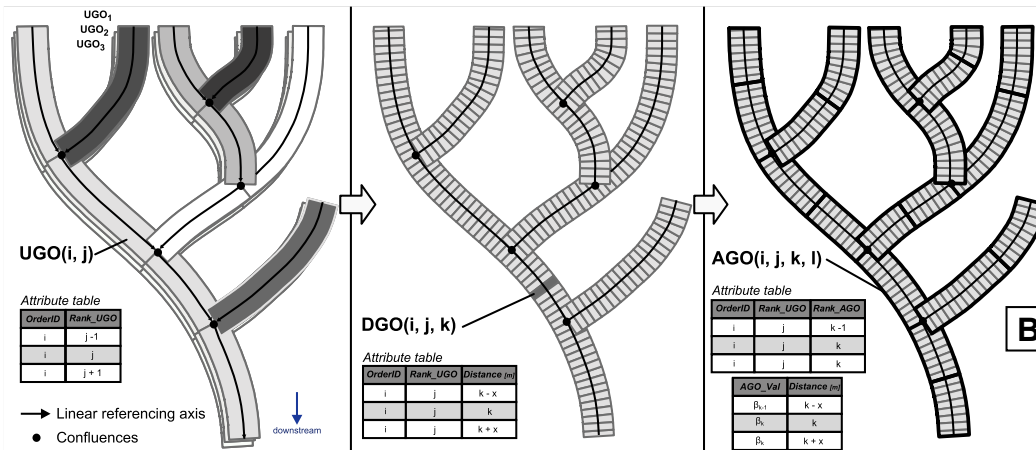 UGO1
UGO2
UGO3
UGO(i, j)
Attribute table
OrderID Rank_UGO
i j -1
i j
i j + 1
Linear referencing axis
Confluences
downstream
DGO(i, j, k)
Attribute table
OrderID Rank_UGO Distance [m]
i j k - x
i j k
i j k + x
AGO(i, j, k, l)
Attribute table
OrderID Rank_UGO Rank_AGO
i j k -1
i j k
i j k
AGO_Val Distance [m]
βk-1 k - x
βk k
βk k + x
B